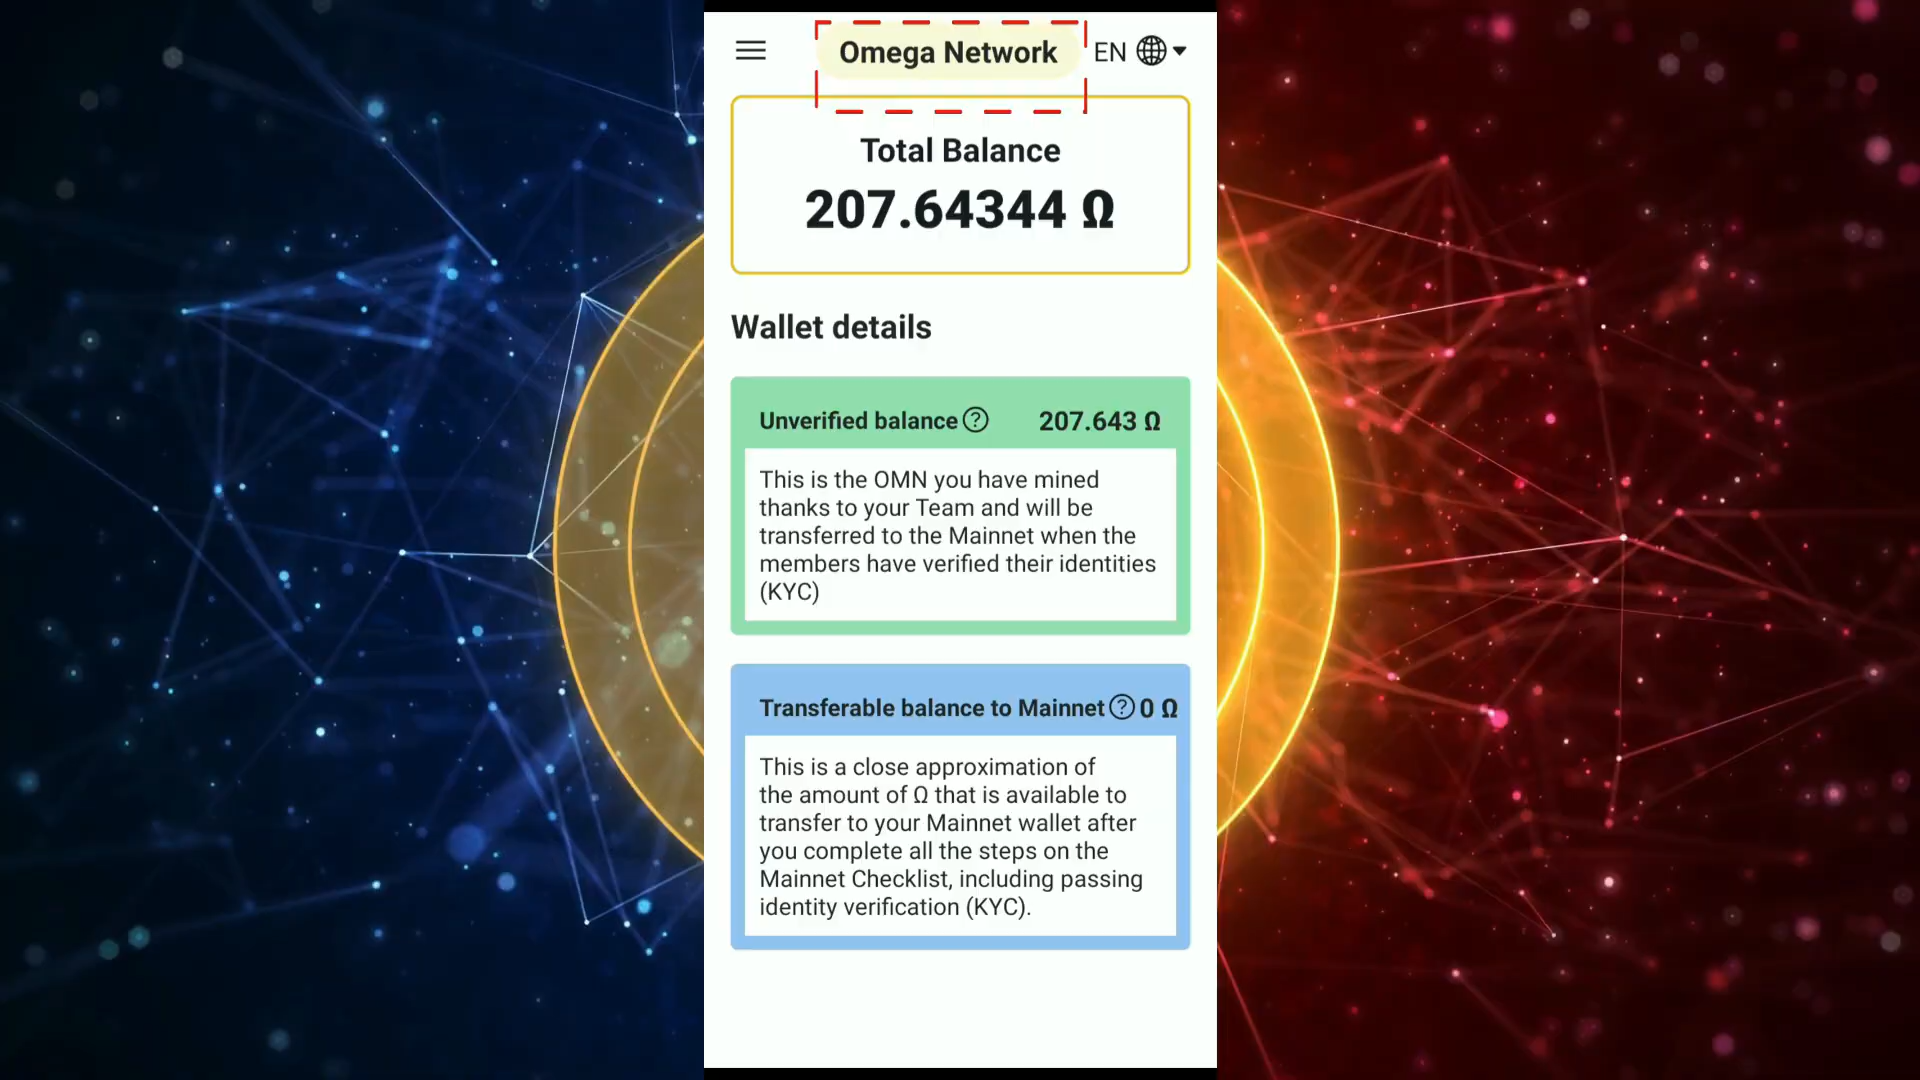 Omega Network EN
Total Balance
207.64344 Ω
Wallet details
Unverified balance ? 207.643 Ω
This is the OMN you have mined
thanks to your Team and will be
transferred to the Mainnet when the
members have verified their identities
(KYC)
Transferable balance to Mainnet ? 0 Ω
This is a close approximation of
the amount of Ω that is available to
transfer to your Mainnet wallet after
you complete all the steps on the
Mainnet Checklist, including passing
identity verification (KYC).